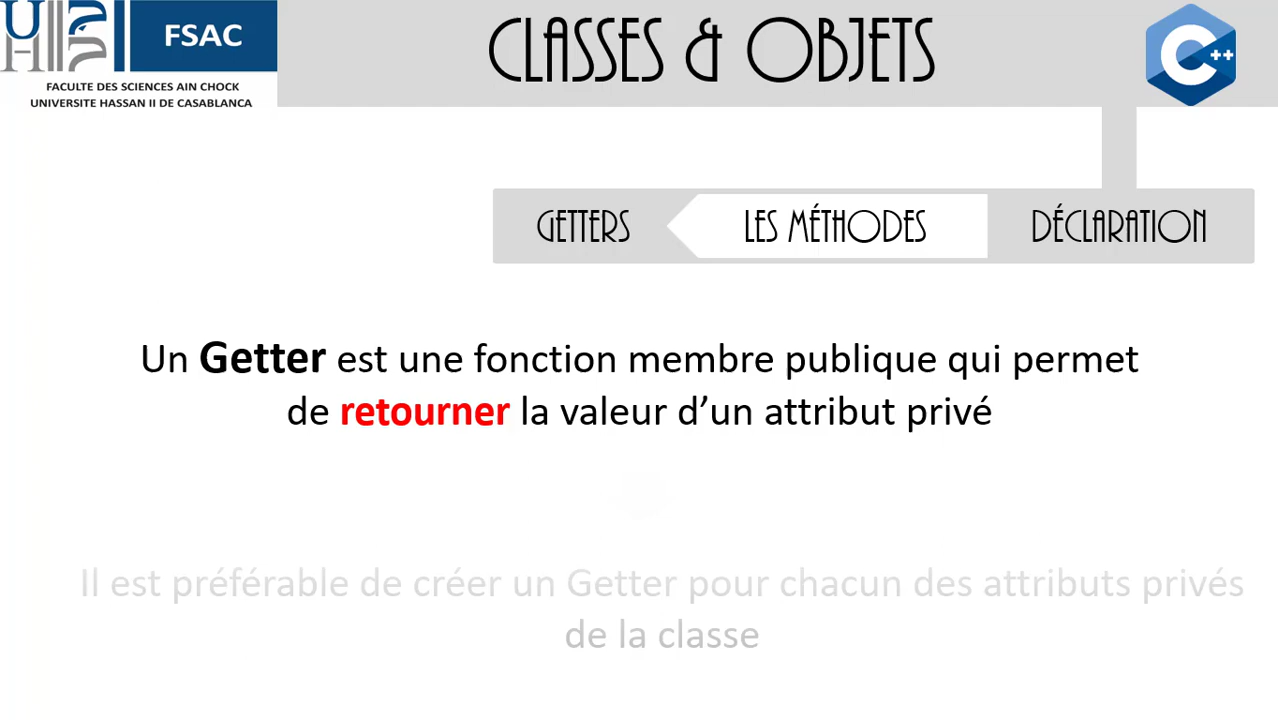 UH
FSAC
FACULTE DES SCIENCES AIN CHOCK
UNIVERSITE HASSAN II DE CASABLANCA
CLASSES & OBJETS
C++
GETTERS
LES MÉTHODES
DÉCLARATION
Un Getter est une fonction membre publique qui permet
de retourner la valeur d’un attribut privé
Il est préférable de créer un Getter pour chacun des attributs privés
de la classe